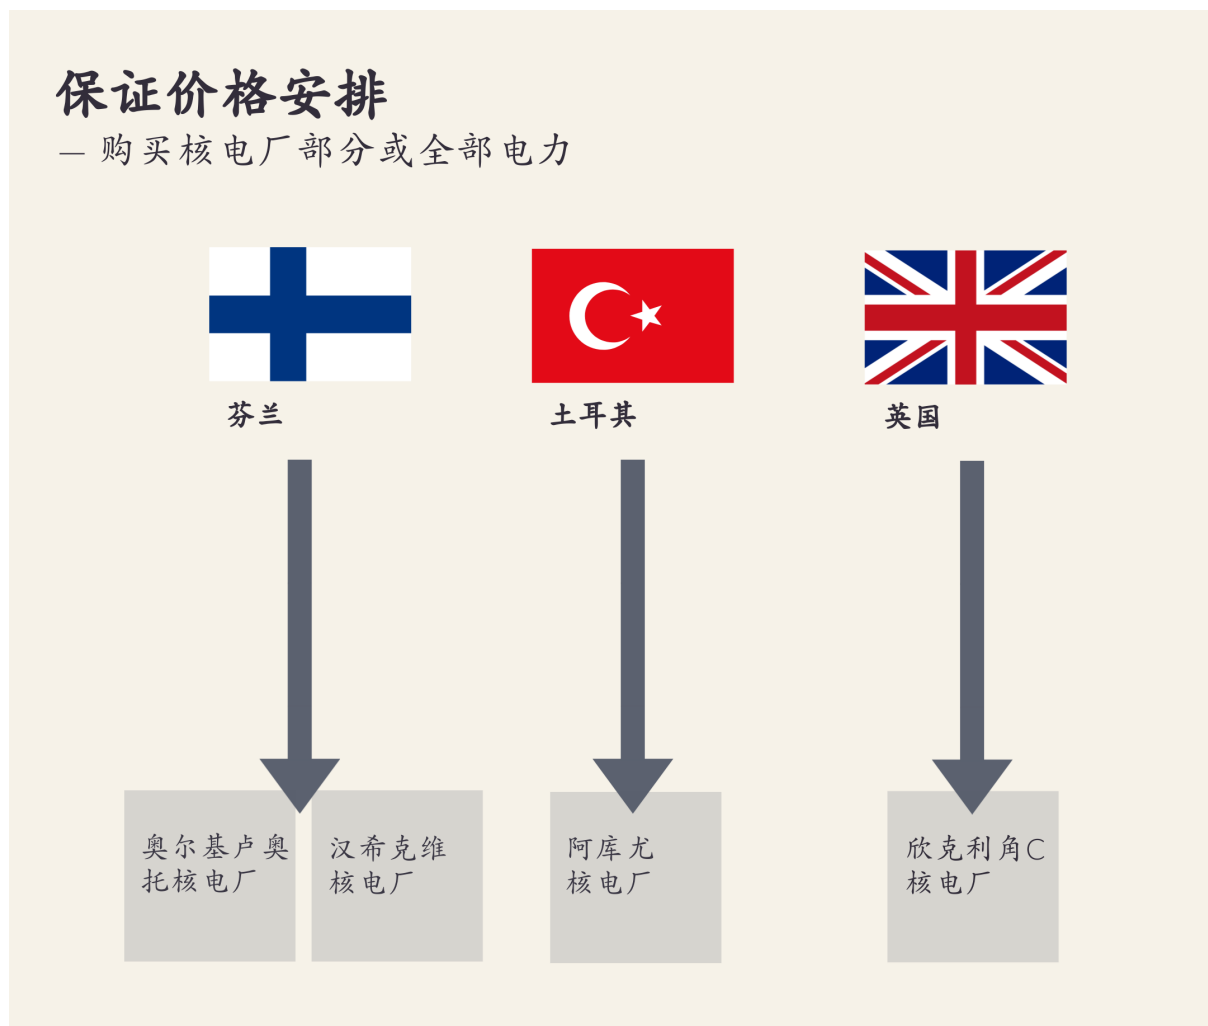 保证价格安排
— 购买核电厂部分或全部电力
芬兰
土耳其
英国
奥尔基卢奥
托核电厂
汉希克维
核电厂
阿库尤
核电厂
欣克利角C
核电厂